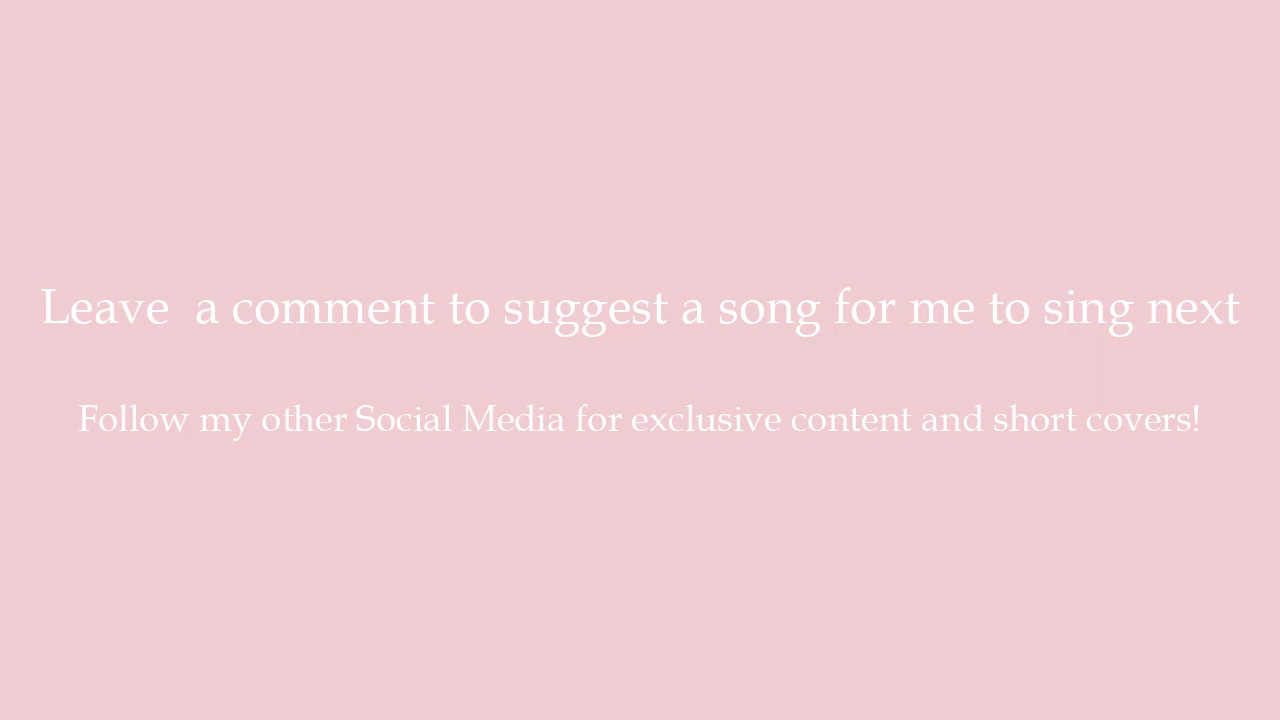 Leave  a comment to suggest a song for me to sing next
Follow my other Social Media for exclusive content and short covers!